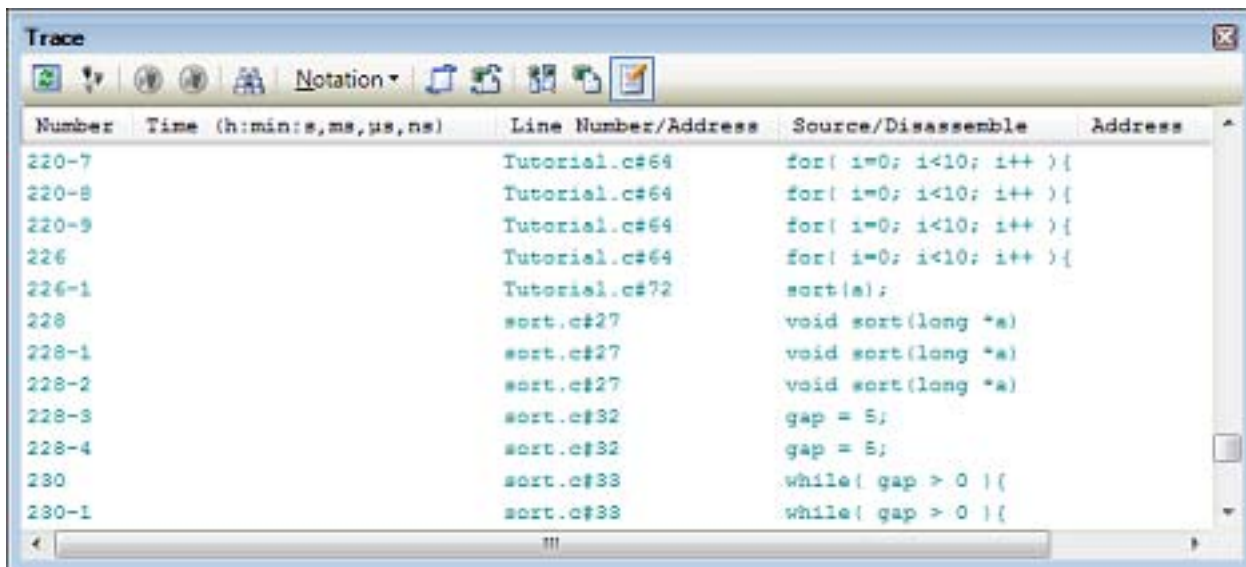 Trace
Notation
Number Time (h:min:s,ms,µs,ns) Line Number/Address Source/Disassemble Address
220-7 Tutorial.c#64 for( i=0; i<10; i++ ){
220-8 Tutorial.c#64 for( i=0; i<10; i++ ){
220-9 Tutorial.c#64 for( i=0; i<10; i++ ){
226 Tutorial.c#64 for( i=0; i<10; i++ ){
226-1 Tutorial.c#72 sort(a);
228 sort.c#27 void sort(long *a)
228-1 sort.c#27 void sort(long *a)
228-2 sort.c#27 void sort(long *a)
228-3 sort.c#32 gap = 5;
228-4 sort.c#32 gap = 5;
230 sort.c#33 while( gap > 0 ){
230-1 sort.c#33 while( gap > 0 ){